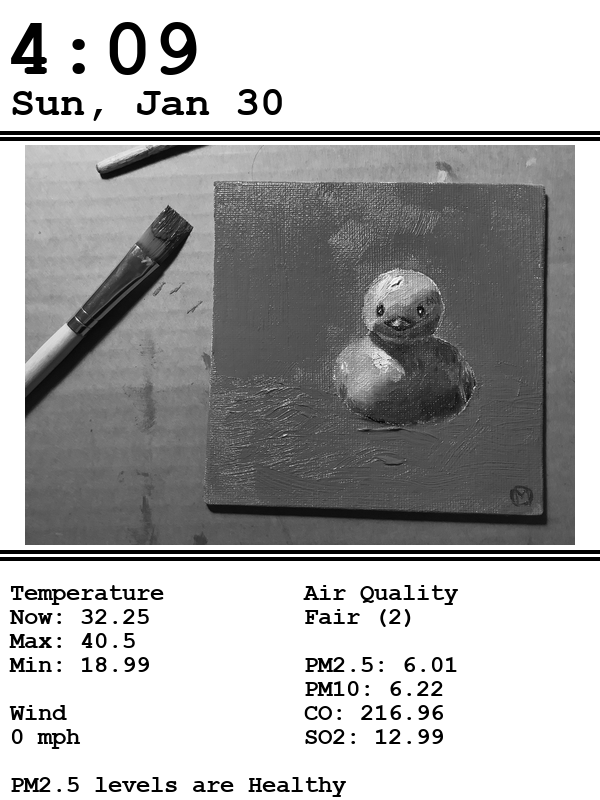 4:09
Sun, Jan 30
M
Temperature
Now: 32.25
Max: 40.5
Min: 18.99
Wind
0 mph
Air Quality
Fair (2)
PM2.5: 6.01
PM10: 6.22
CO: 216.96
SO2: 12.99
PM2.5 levels are Healthy